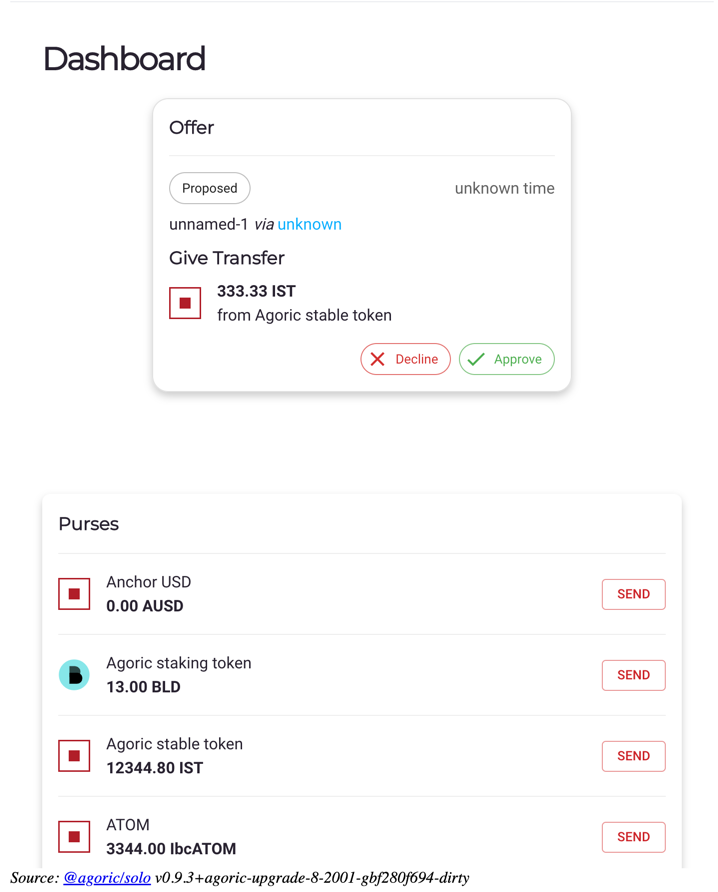 Dashboard
Offer
Proposed
unknown time
unnamed-1 via unknown
Give Transfer
333.33 IST
from Agoric stable token
Decline
Approve
Purses
Anchor USD
0.00 AUSD
SEND
Agoric staking token
13.00 BLD
SEND
Agoric stable token
12344.80 IST
SEND
ATOM
3344.00 IbcATOM
SEND
Source: @agoric/solo v0.9.3+agoric-upgrade-8-2001-gbf280f694-dirty